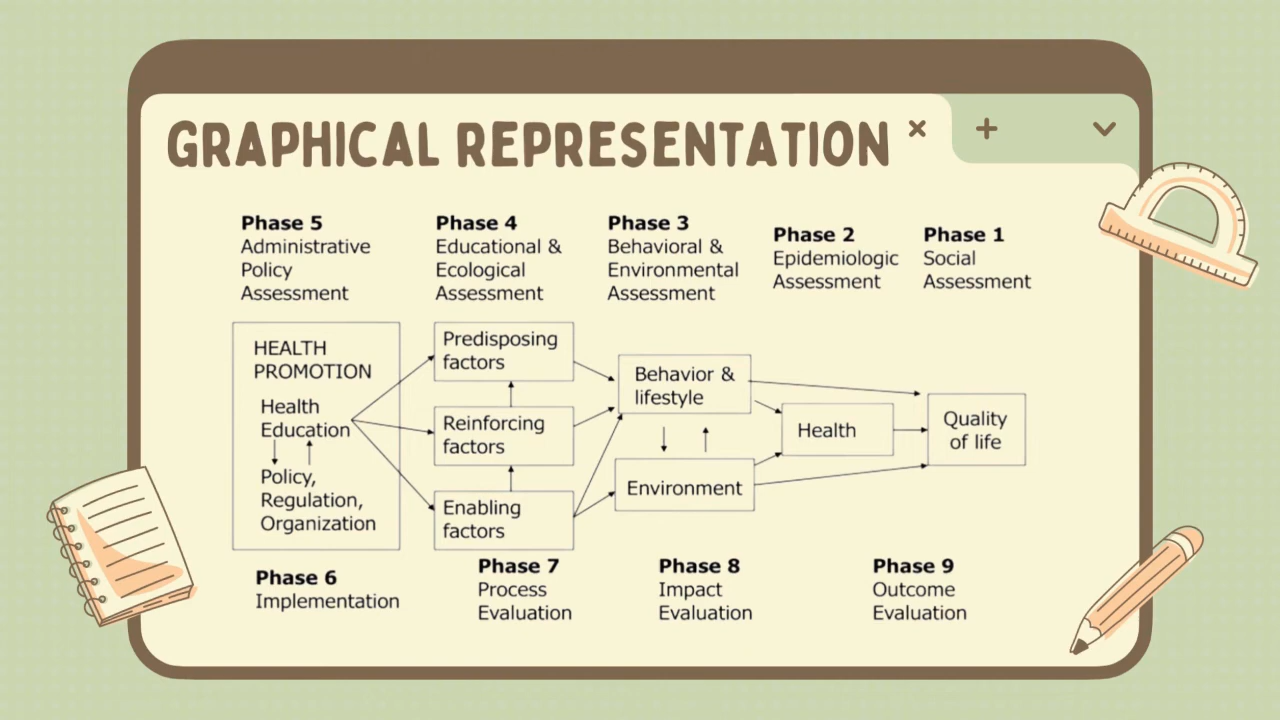 GRAPHICAL REPRESENTATION
Phase 5
Administrative
Policy
Assessment
Phase 4
Educational &
Ecological
Assessment
Phase 3
Behavioral &
Environmental
Assessment
Phase 2
Epidemiologic
Assessment
Phase 1
Social
Assessment
HEALTH
PROMOTION
Health
Education
Policy,
Regulation,
Organization
Predisposing
factors
Reinforcing
factors
Enabling
factors
Behavior &
lifestyle
Environment
Health
Quality
of life
Phase 6
Implementation
Phase 7
Process
Evaluation
Phase 8
Impact
Evaluation
Phase 9
Outcome
Evaluation